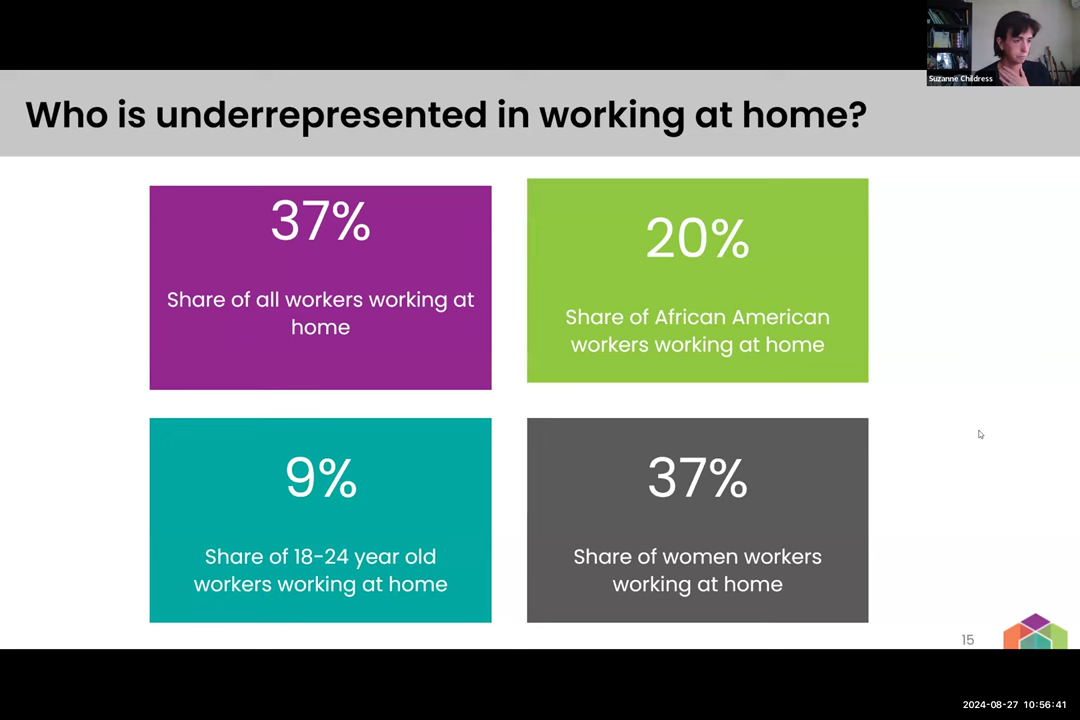 Suzanne Childress
Who is underrepresented in working at home?
37%
Share of all workers working at
home
20%
Share of African American
workers working at home
9%
Share of 18-24 year old
workers working at home
37%
Share of women workers
working at home
15
2024-08-27 10:56:41